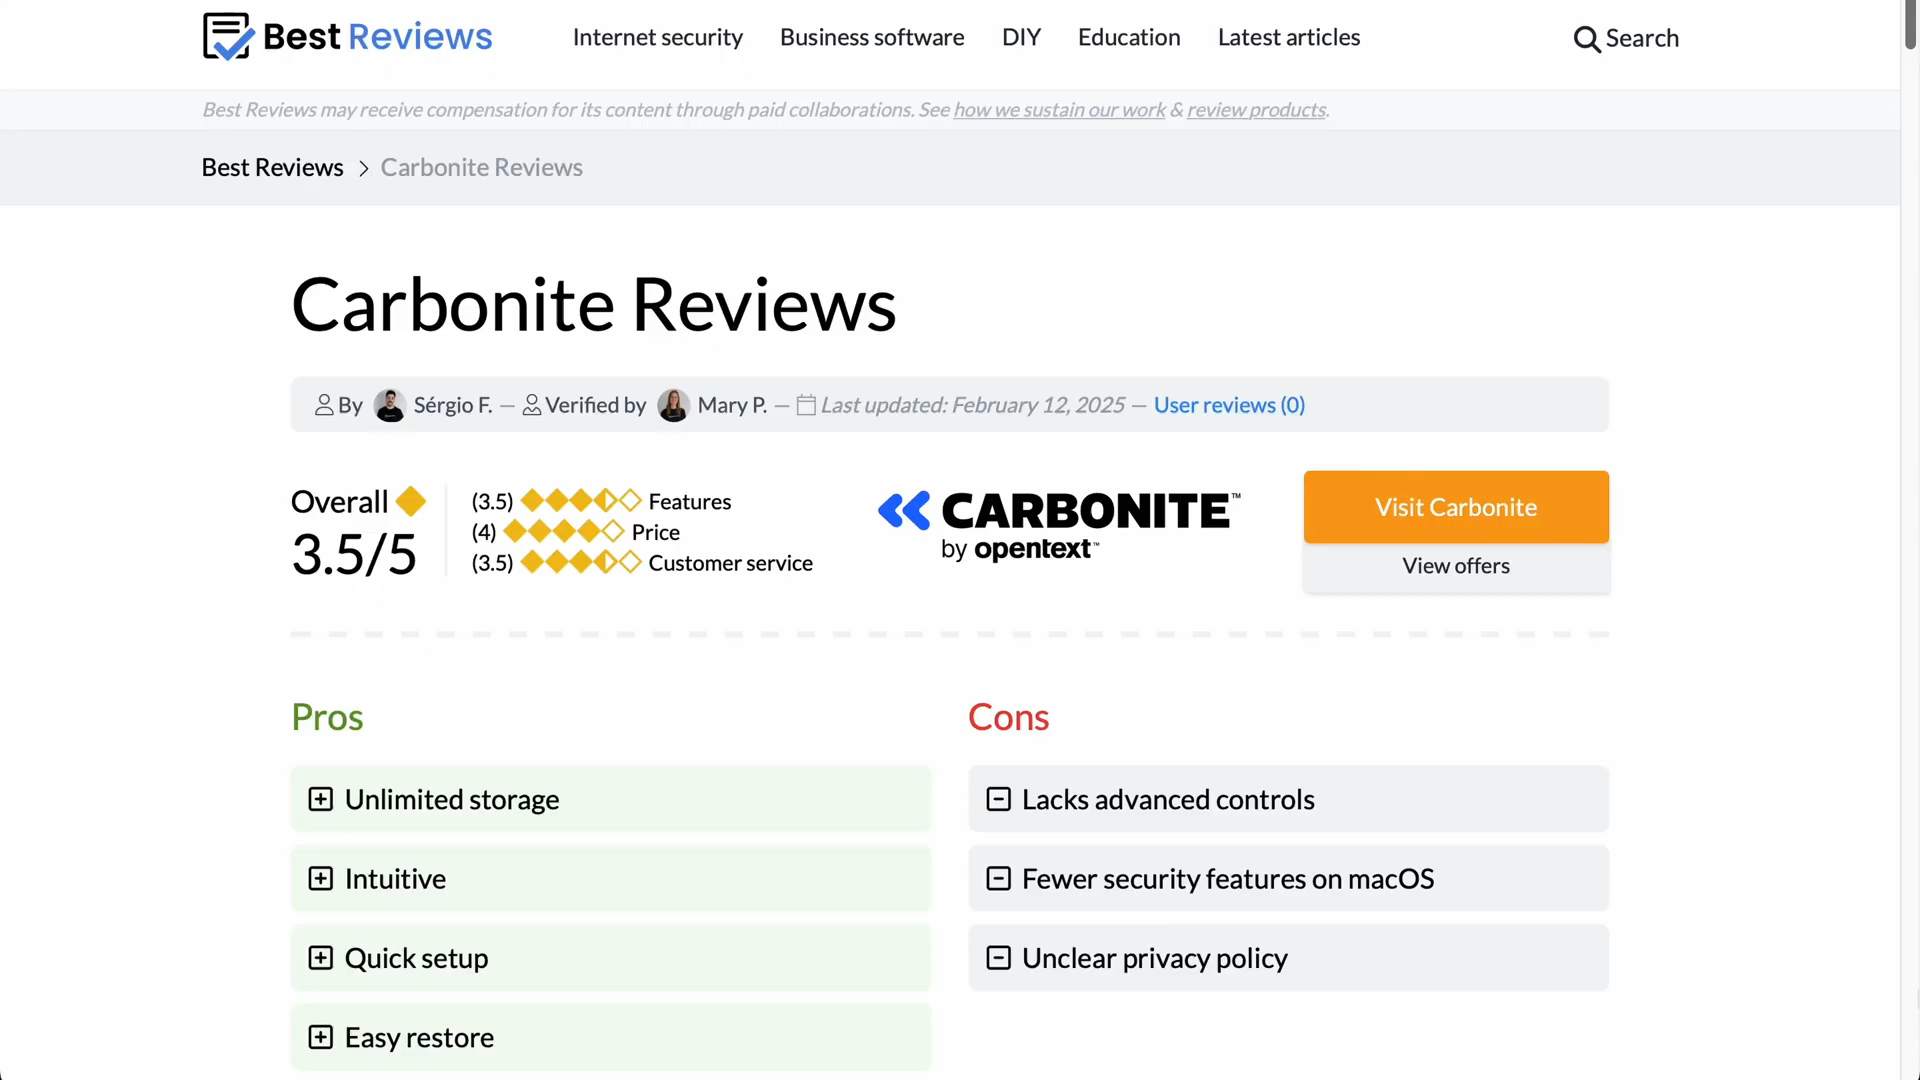 Best Reviews
Internet security
Business software
DIY
Education
Latest articles
Search
Best Reviews may receive compensation for its content through paid collaborations. See how we sustain our work & review products.
Best Reviews > Carbonite Reviews
Carbonite Reviews
By Sérgio F. — Verified by Mary P. — Last updated: February 12, 2025 — User reviews (0)
Overall
3.5/5
(3.5) Features
(4) Price
(3.5) Customer service
CARBONITE™
by opentext™
Visit Carbonite
View offers
Pros
Unlimited storage
Intuitive
Quick setup
Easy restore
Cons
Lacks advanced controls
Fewer security features on macOS
Unclear privacy policy